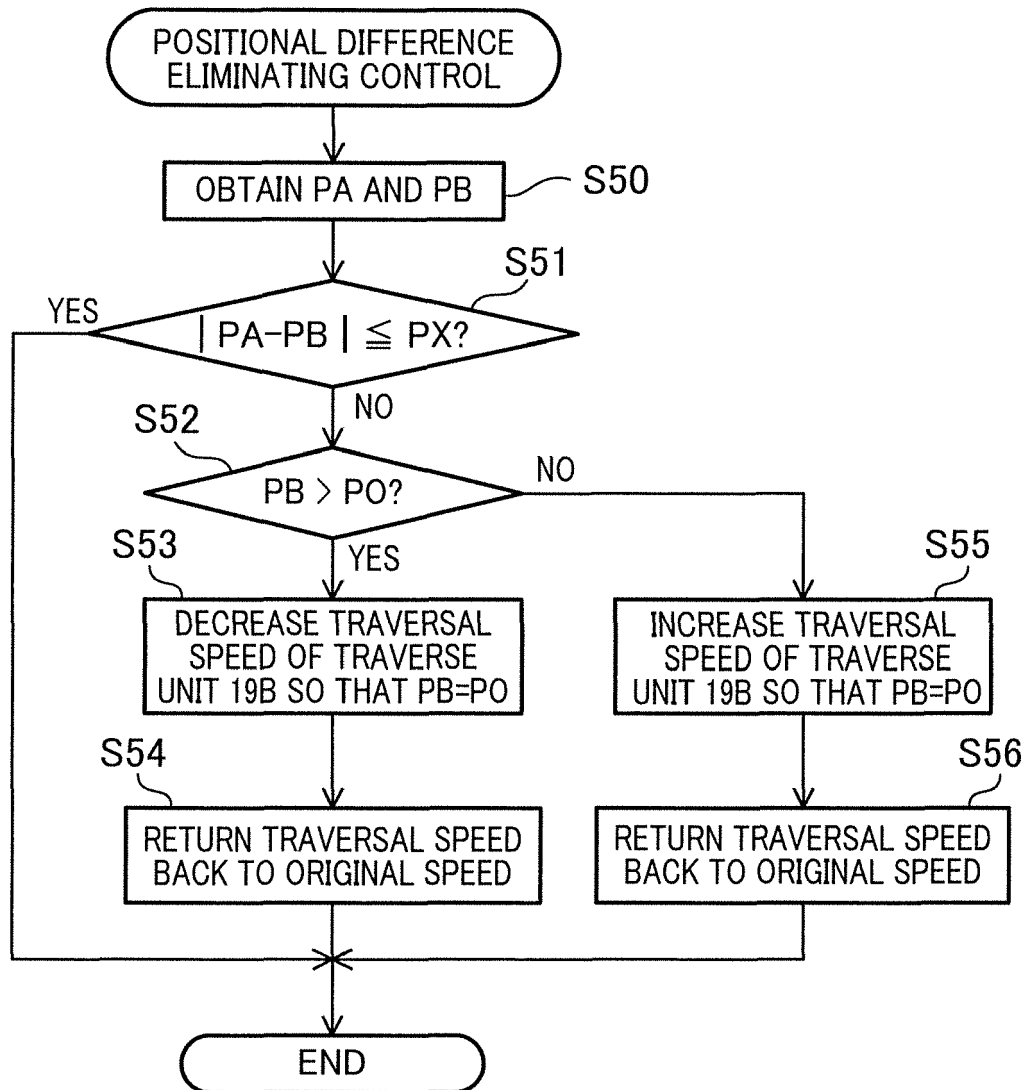 POSITIONAL DIFFERENCE
ELIMINATING CONTROL
OBTAIN PA AND PB
S50
S51
YES
| PA-PB | ≦ PX?
NO
S52
PB > PO?
NO
S53
YES
S55
DECREASE TRAVERSAL
SPEED OF TRAVERSE
UNIT 19B SO THAT PB=PO
INCREASE TRAVERSAL
SPEED OF TRAVERSE
UNIT 19B SO THAT PB=PO
S54
S56
RETURN TRAVERSAL SPEED
BACK TO ORIGINAL SPEED
RETURN TRAVERSAL SPEED
BACK TO ORIGINAL SPEED
END